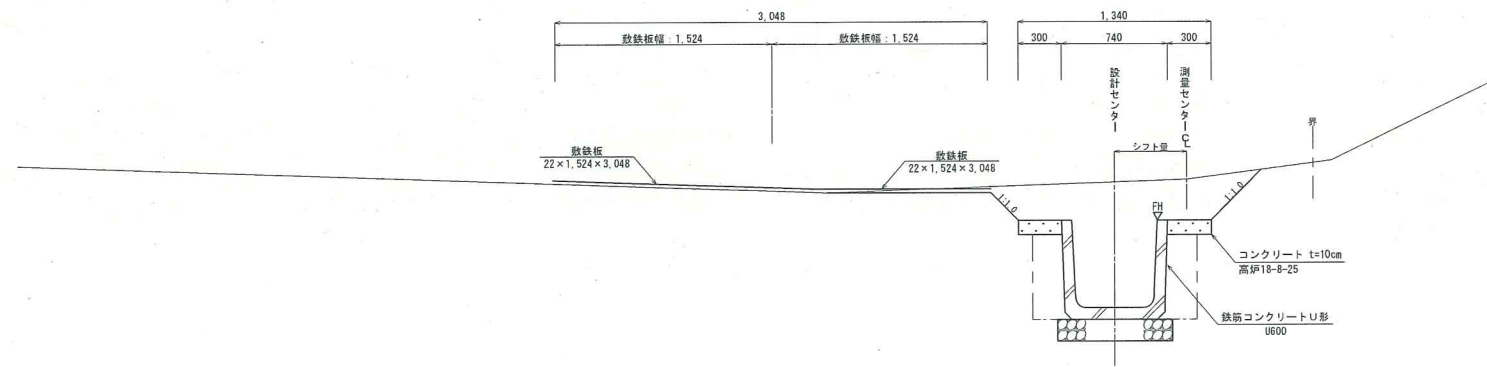 3,048
1,340
敷鉄板幅：1,524
敷鉄板幅：1,524
300
740
300
設計センター
測量センターCL
シフト量
界
敷鉄板
22×1,524×3,048
敷鉄板
22×1,524×3,048
1:1.0
FH
1:1.0
コンクリート t=10cm
高炉18-8-25
鉄筋コンクリートU形
U600